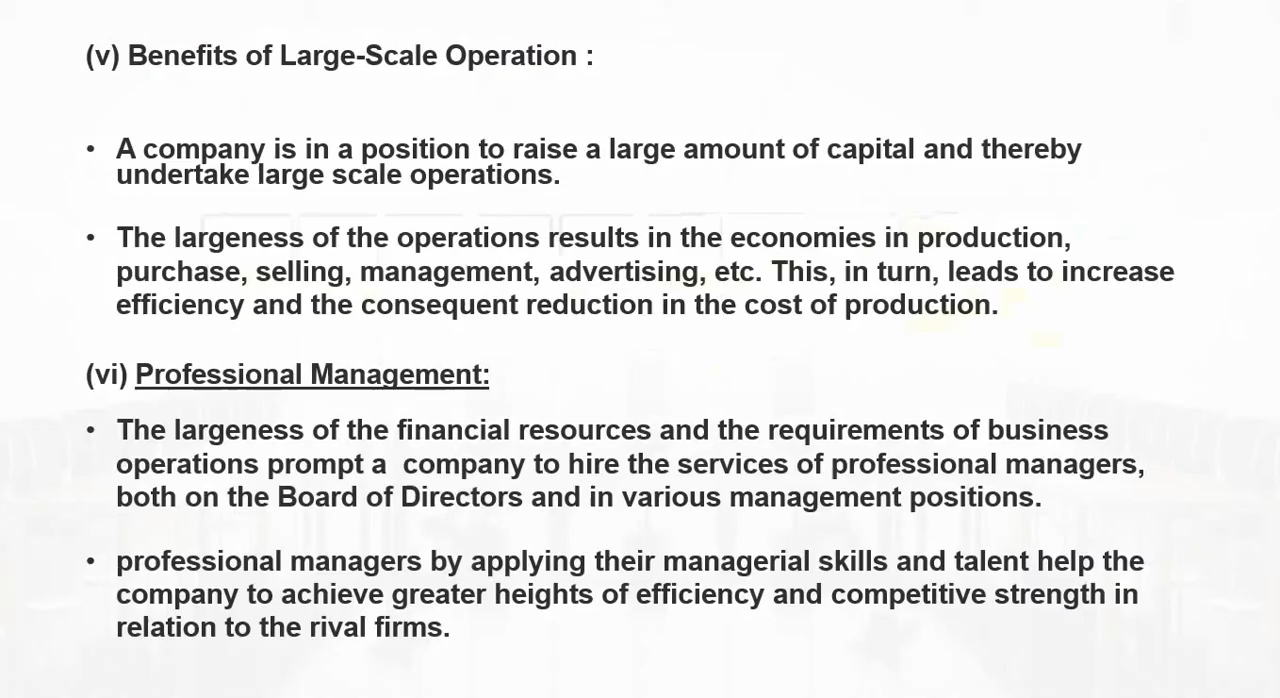 (v) Benefits of Large-Scale Operation :
• A company is in a position to raise a large amount of capital and thereby
undertake large scale operations.
• The largeness of the operations results in the economies in production,
purchase, selling, management, advertising, etc. This, in turn, leads to increase
efficiency and the consequent reduction in the cost of production.
(vi) Professional Management:
• The largeness of the financial resources and the requirements of business
operations prompt a  company to hire the services of professional managers,
both on the Board of Directors and in various management positions.
• professional managers by applying their managerial skills and talent help the
company to achieve greater heights of efficiency and competitive strength in
relation to the rival firms.